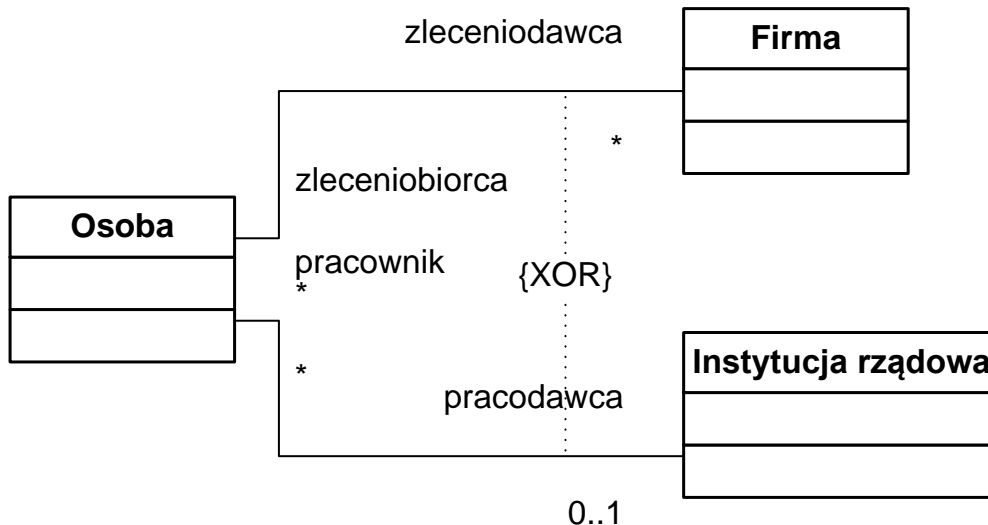 zleceniodawca
Firma
*
zleceniobiorca
Osoba
pracownik
*
{XOR}
*
Instytucja rządowa
pracodawca
0..1